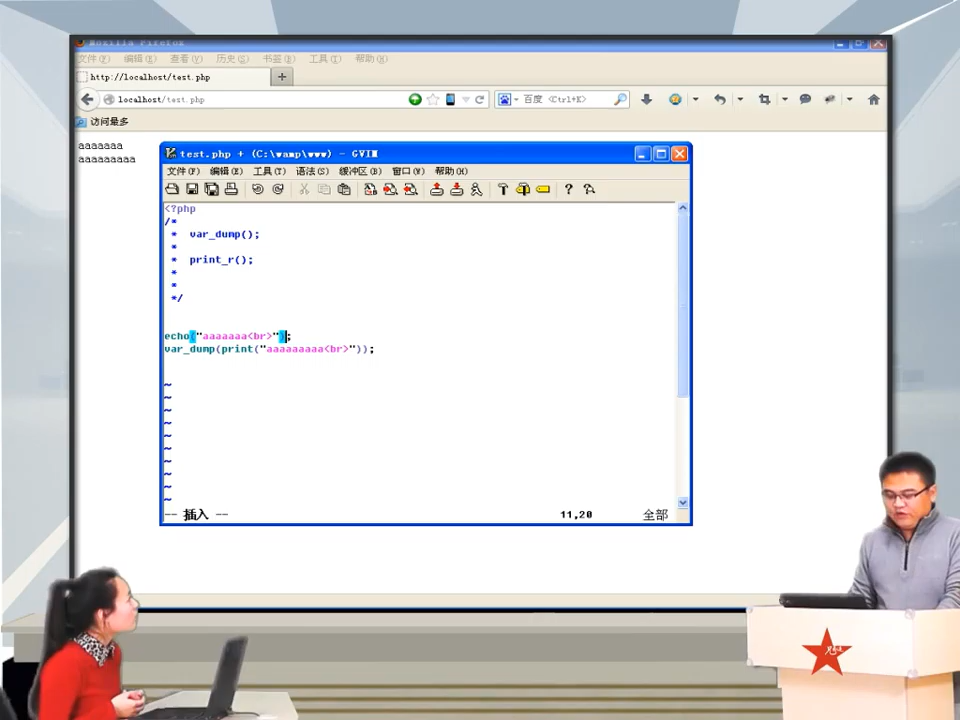 Mozilla Firefox
文件(F) 编辑(E) 查看(V) 历史(S) 书签(B) 工具(T) 帮助(H)
http://localhost/test.php
localhost/test.php
百度 <Ctrl+K>
访问最多
aaaaaaa
aaaaaaaaa
test.php + (C:\wamp\www) - GVIM
文件(F) 编辑(E) 工具(T) 语法(S) 缓冲区(B) 窗口(W) 帮助(H)
<?php
/*
* var_dump();
*
* print_r();
*
*
*/
echo("aaaaaaa<br>");
var_dump(print("aaaaaaaaa<br>"));
~
~
~
~
~
~
~
~
~
~
-- 插入 --
11,20
全部